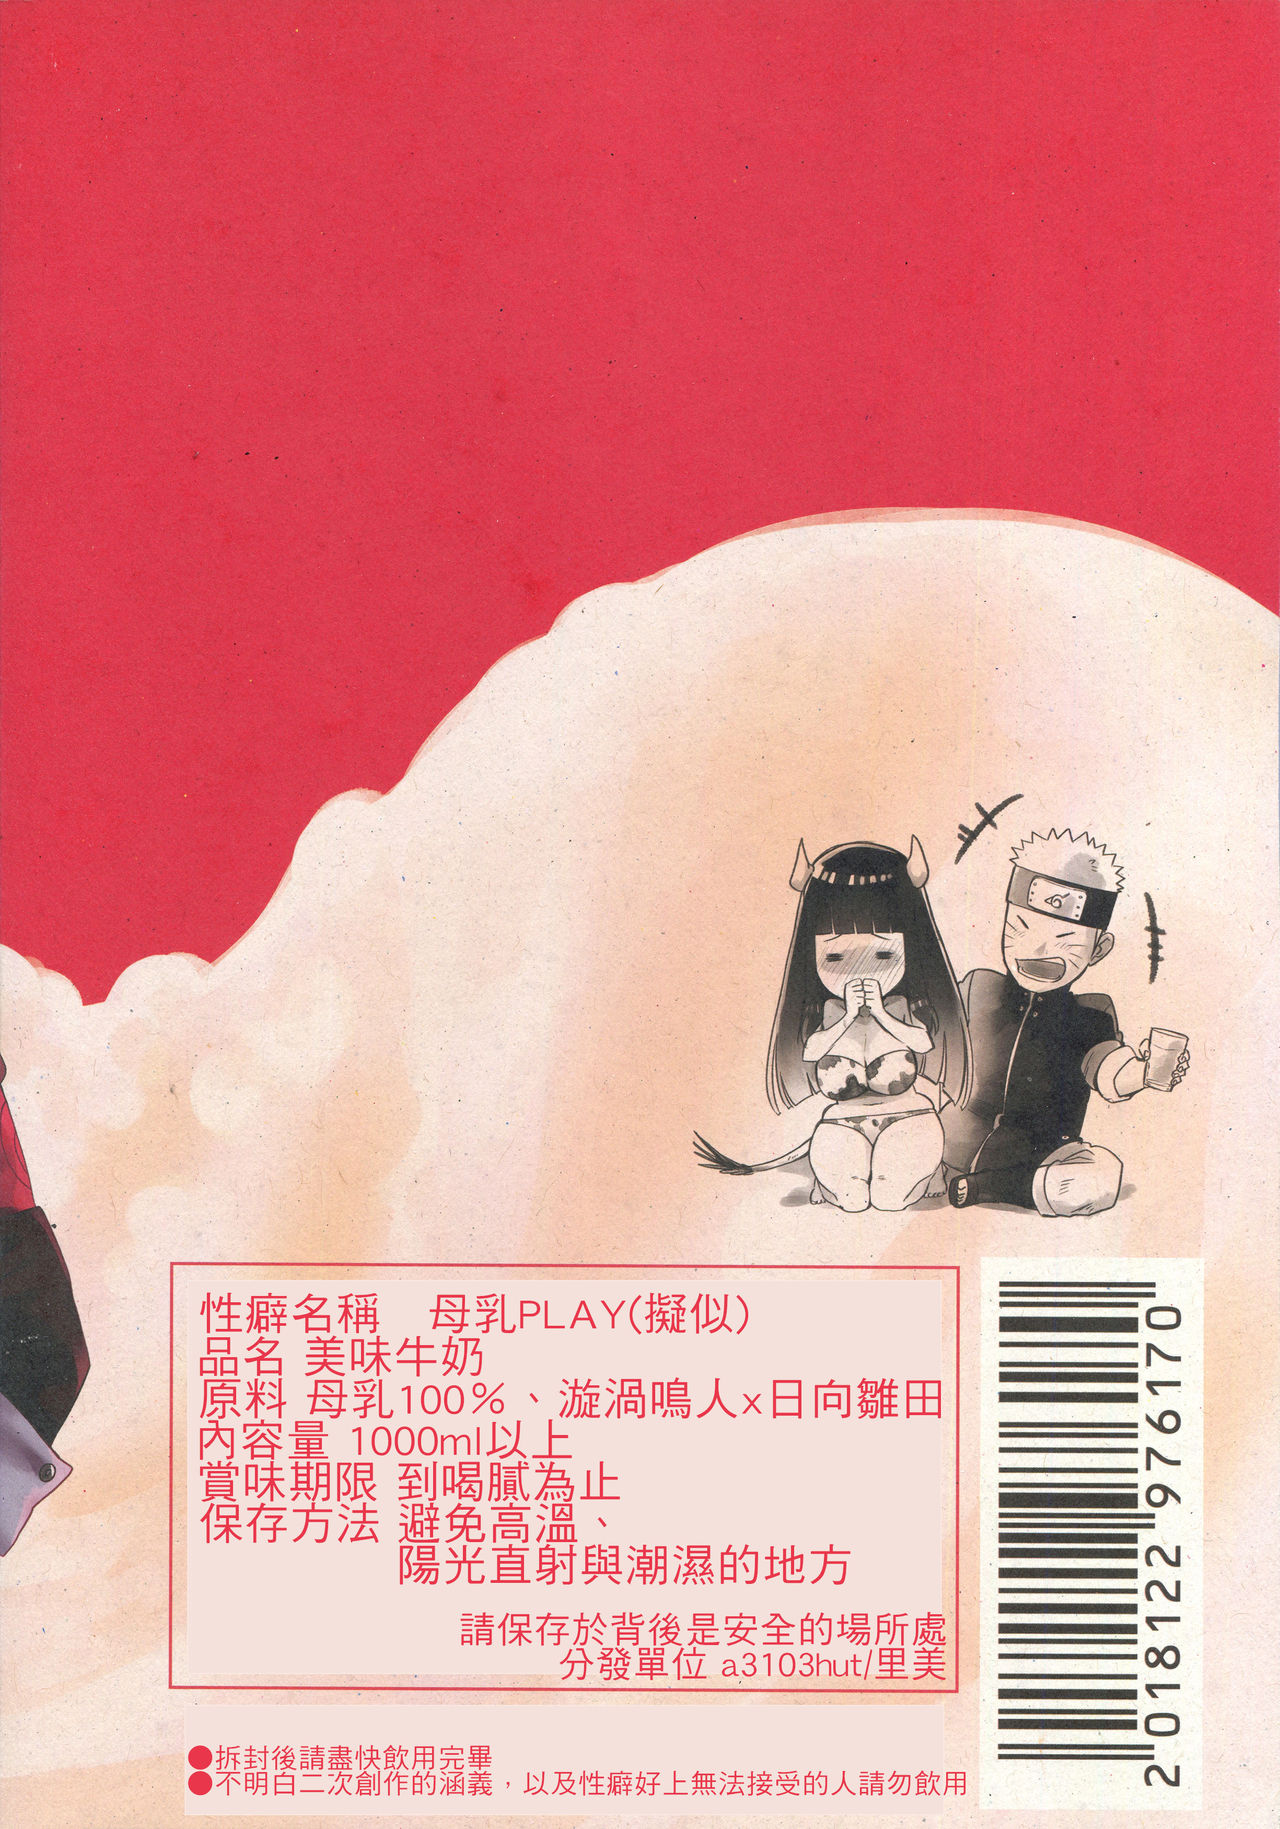 性癖名稱　母乳PLAY(擬似)
品名 美味牛奶
原料 母乳100%、漩渦鳴人x日向雛田
內容量 1000ml以上
賞味期限 到喝膩為止
保存方法 避免高溫、
陽光直射與潮濕的地方
請保存於背後是安全的場所處
分發單位 a3103hut/里美
●拆封後請盡快飲用完畢
●不明白二次創作的涵義，以及性癖好上無法接受的人請勿飲用
2018122 976170